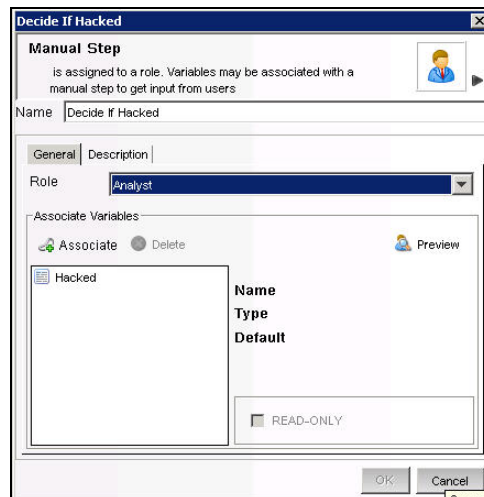 Decide If Hacked
Manual Step
is assigned to a role. Variables may be associated with a
manual step to get input from users
Name Decide If Hacked
General Description
Role Analyst
Associate Variables
Associate Delete Preview
Hacked
Name
Type
Default
READ-ONLY
OK Cancel